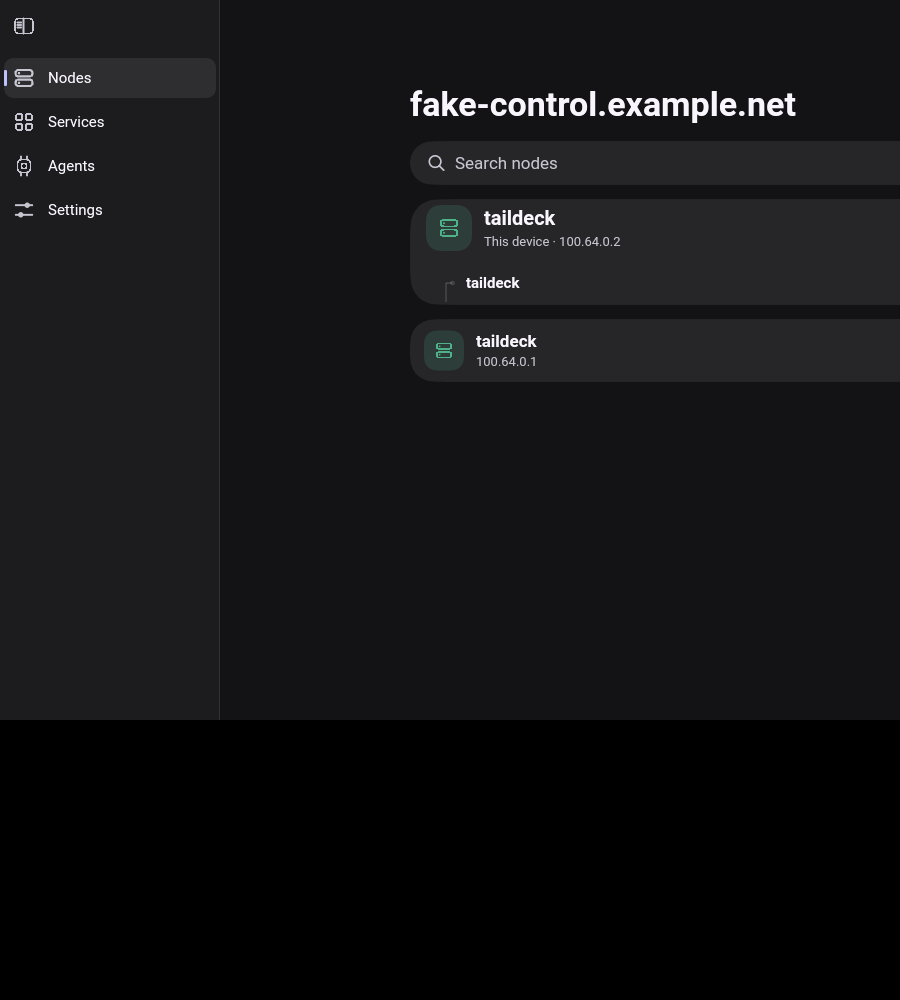 Nodes
Services
Agents
Settings
fake-control.example.net
Search nodes
taildeck
This device · 100.64.0.2
taildeck
taildeck
100.64.0.1